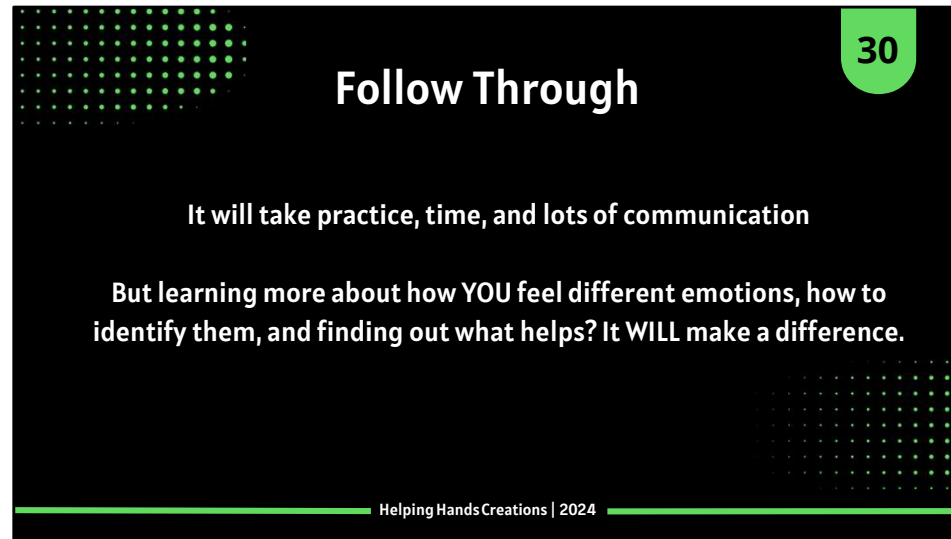 30
Follow Through
It will take practice, time, and lots of communication
But learning more about how YOU feel different emotions, how to
identify them, and finding out what helps? It WILL make a difference.
Helping Hands Creations | 2024